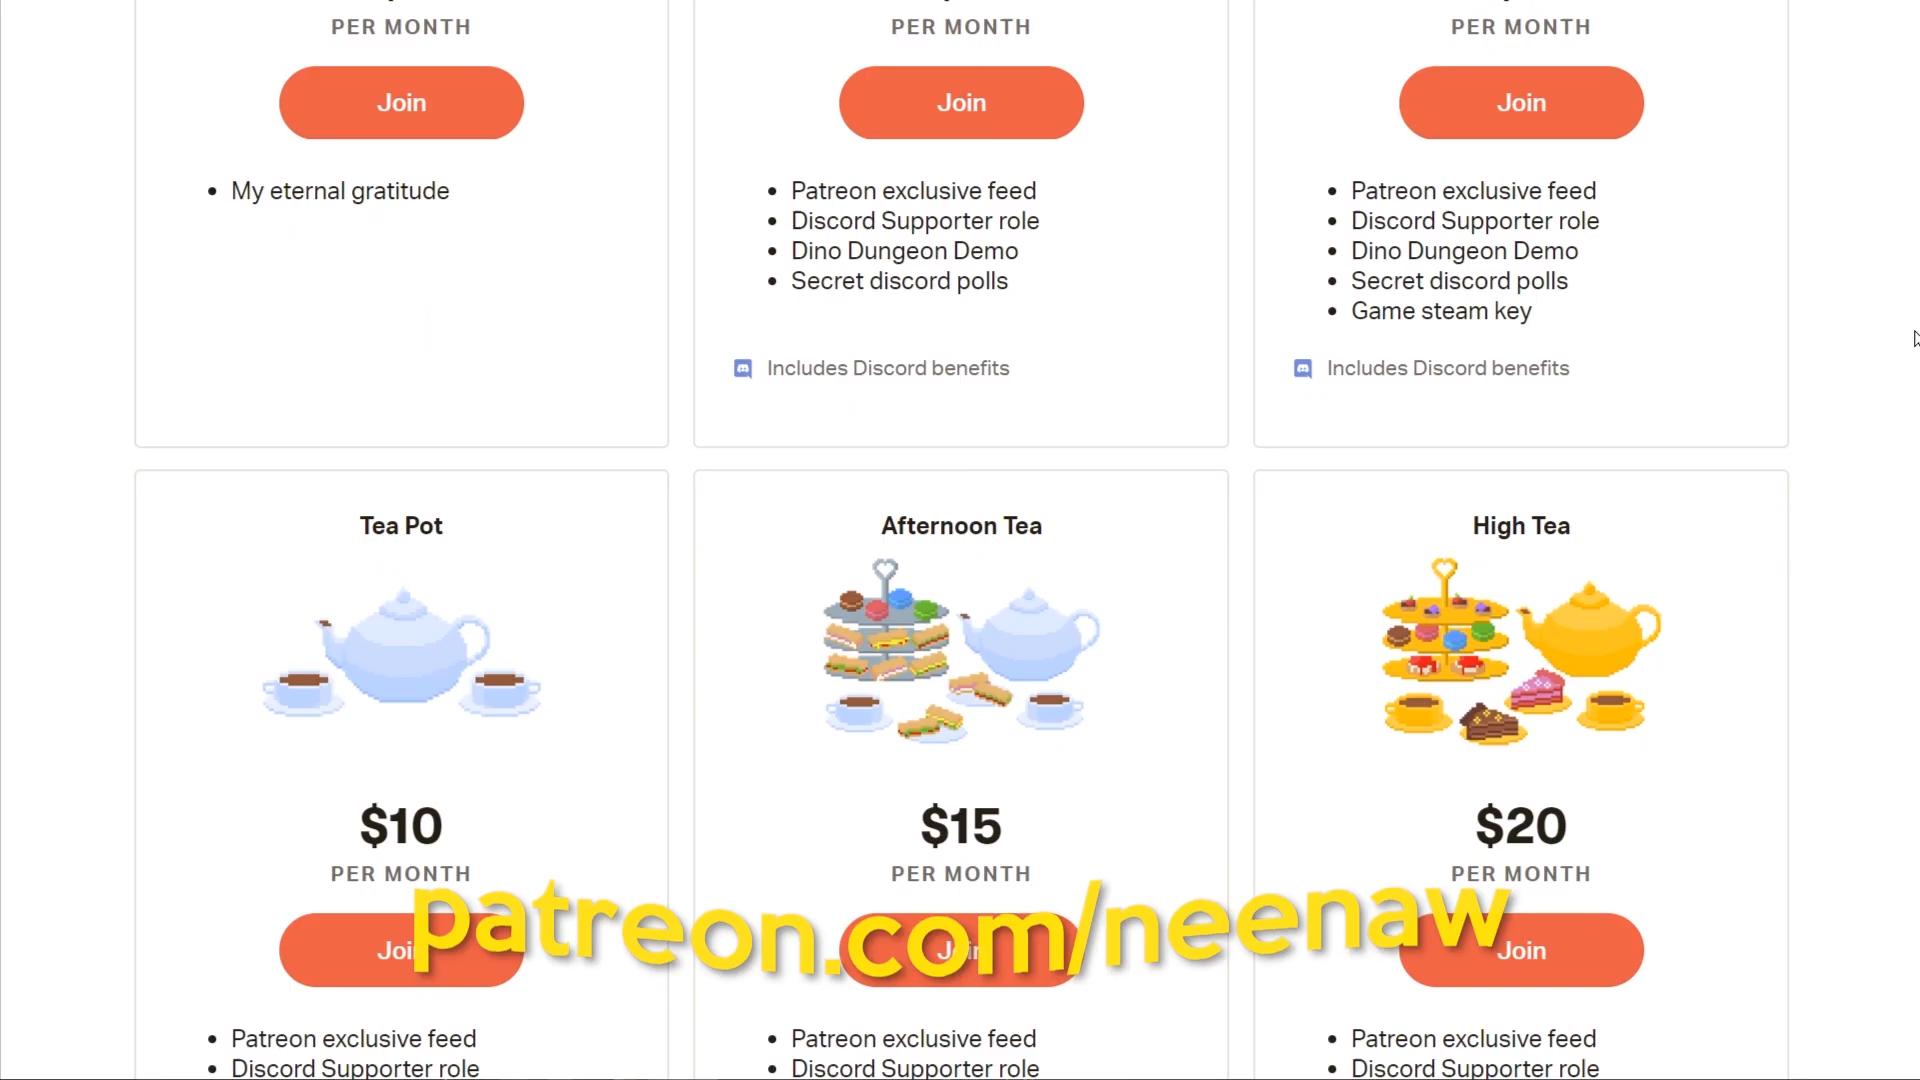 PER MONTH
Join
My eternal gratitude
PER MONTH
Join
Patreon exclusive feed
Discord Supporter role
Dino Dungeon Demo
Secret discord polls
Includes Discord benefits
PER MONTH
Join
Patreon exclusive feed
Discord Supporter role
Dino Dungeon Demo
Secret discord polls
Game steam key
Includes Discord benefits
Tea Pot
$10
PER MONTH
Join
Patreon exclusive feed
Discord Supporter role
Afternoon Tea
$15
PER MONTH
Join
Patreon exclusive feed
Discord Supporter role
High Tea
$20
PER MONTH
Join
Patreon exclusive feed
Discord Supporter role
patreon.com/neenaw